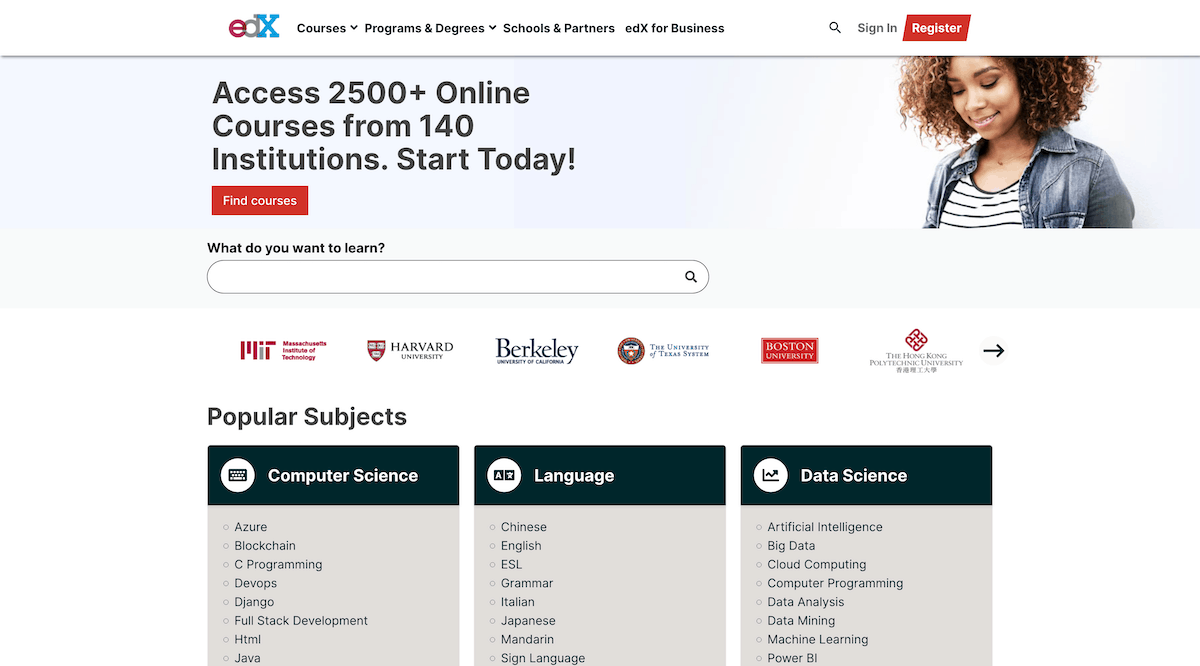 edX
Courses
Programs & Degrees
Schools & Partners
edX for Business
Sign In
Register
Access 2500+ Online
Courses from 140
Institutions. Start Today!
Find courses
What do you want to learn?
MIT
Massachusetts
Institute of
Technology
HARVARD
UNIVERSITY
Berkeley
UNIVERSITY OF CALIFORNIA
THE UNIVERSITY
of TEXAS SYSTEM
BOSTON
UNIVERSITY
THE HONG KONG
POLYTECHNIC UNIVERSITY
香港理工大學
Popular Subjects
Computer Science
Azure
Blockchain
C Programming
Devops
Django
Full Stack Development
Html
Java
Language
Chinese
English
ESL
Grammar
Italian
Japanese
Mandarin
Sign Language
Data Science
Artificial Intelligence
Big Data
Cloud Computing
Computer Programming
Data Analysis
Data Mining
Machine Learning
Power BI